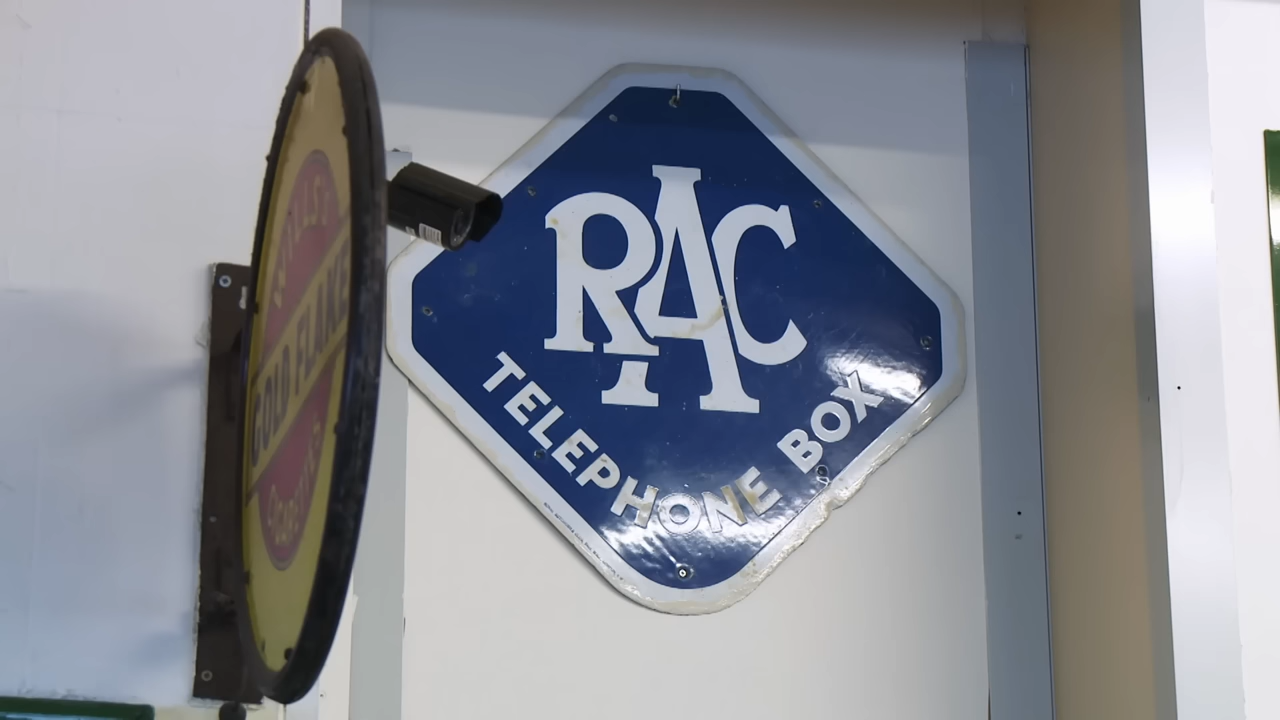 WILLS'S
GOLD FLAKE
Cigarettes
RAC
TELEPHONE BOX